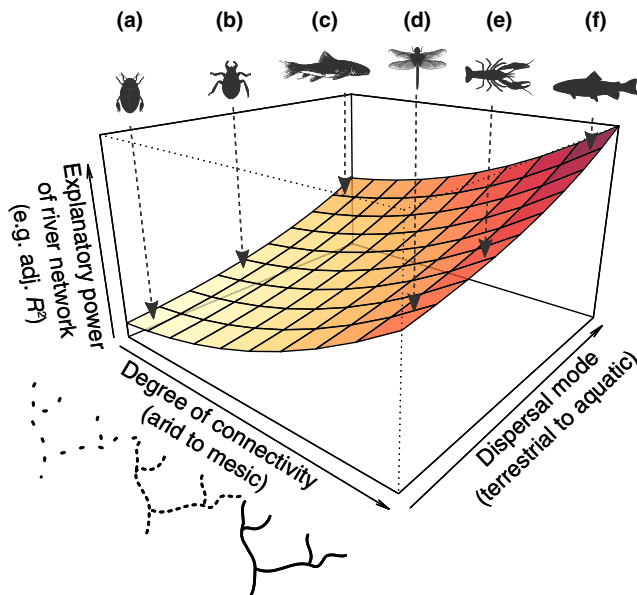 (a) (b) (c) (d) (e) (f)
Explanatory power
of river network
(e.g. adj. R²)
Degree of connectivity
(arid to mesic)
Dispersal mode
(terrestrial to aquatic)